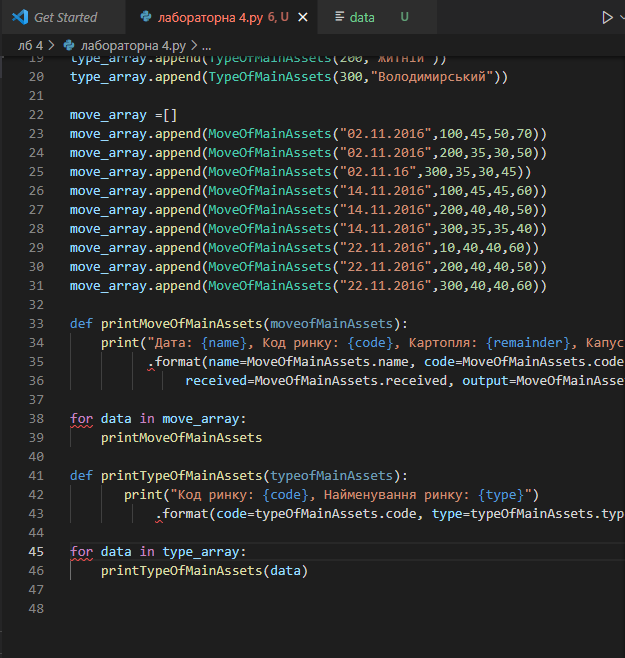 Get Started лабораторна 4.py 6, U data U
лб 4 > лабораторна 4.py > ...
19 type_array.append(TypeOfMainAssets(200,"Житній"))
20 type_array.append(TypeOfMainAssets(300,"Володимирський"))
21
22 move_array =[]
23 move_array.append(MoveOfMainAssets("02.11.2016",100,45,50,70))
24 move_array.append(MoveOfMainAssets("02.11.2016",200,35,30,50))
25 move_array.append(MoveOfMainAssets("02.11.16",300,35,30,45))
26 move_array.append(MoveOfMainAssets("14.11.2016",100,45,45,60))
27 move_array.append(MoveOfMainAssets("14.11.2016",200,40,40,50))
28 move_array.append(MoveOfMainAssets("14.11.2016",300,35,35,40))
29 move_array.append(MoveOfMainAssets("22.11.2016",10,40,40,60))
30 move_array.append(MoveOfMainAssets("22.11.2016",200,40,40,50))
31 move_array.append(MoveOfMainAssets("22.11.2016",300,40,40,60))
32
33 def printMoveOfMainAssets(moveofMainAssets):
34 print("Дата: {name}, Код ринку: {code}, Картопля: {remainder}, Капус
35 .format(name=MoveOfMainAssets.name, code=MoveOfMainAssets.code
36 received=MoveOfMainAssets.received, output=MoveOfMainAsse
37
38 for data in move_array:
39 printMoveOfMainAssets
40
41 def printTypeOfMainAssets(typeofMainAssets):
42 print("Код ринку: {code}, Найменування ринку: {type}")
43 .format(code=typeOfMainAssets.code, type=typeOfMainAssets.typ
44
45 for data in type_array:
46 printTypeOfMainAssets(data)
47
48